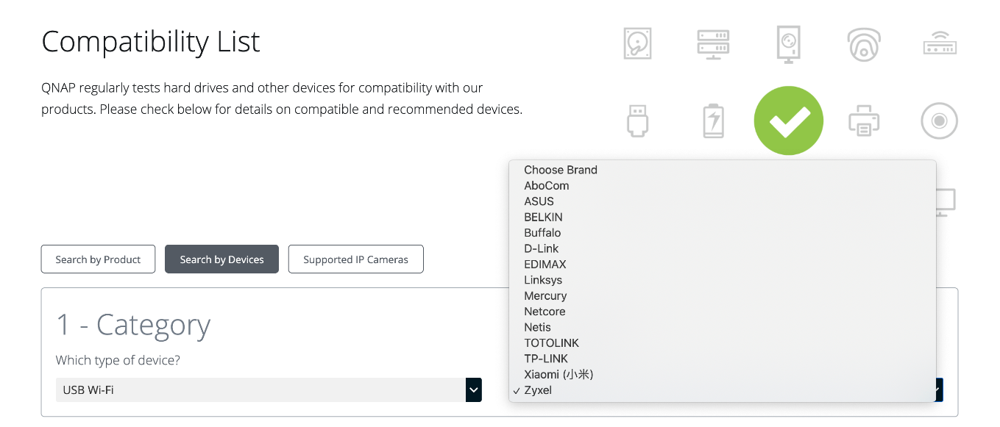 Compatibility List
QNAP regularly tests hard drives and other devices for compatibility with our
products. Please check below for details on compatible and recommended devices.
Search by Product
Search by Devices
Supported IP Cameras
1 - Category
Which type of device?
USB Wi-Fi
Choose Brand
AboCom
ASUS
BELKIN
Buffalo
D-Link
EDIMAX
Linksys
Mercury
Netcore
Netis
TOTOLINK
TP-LINK
Xiaomi (小米)
✓ Zyxel